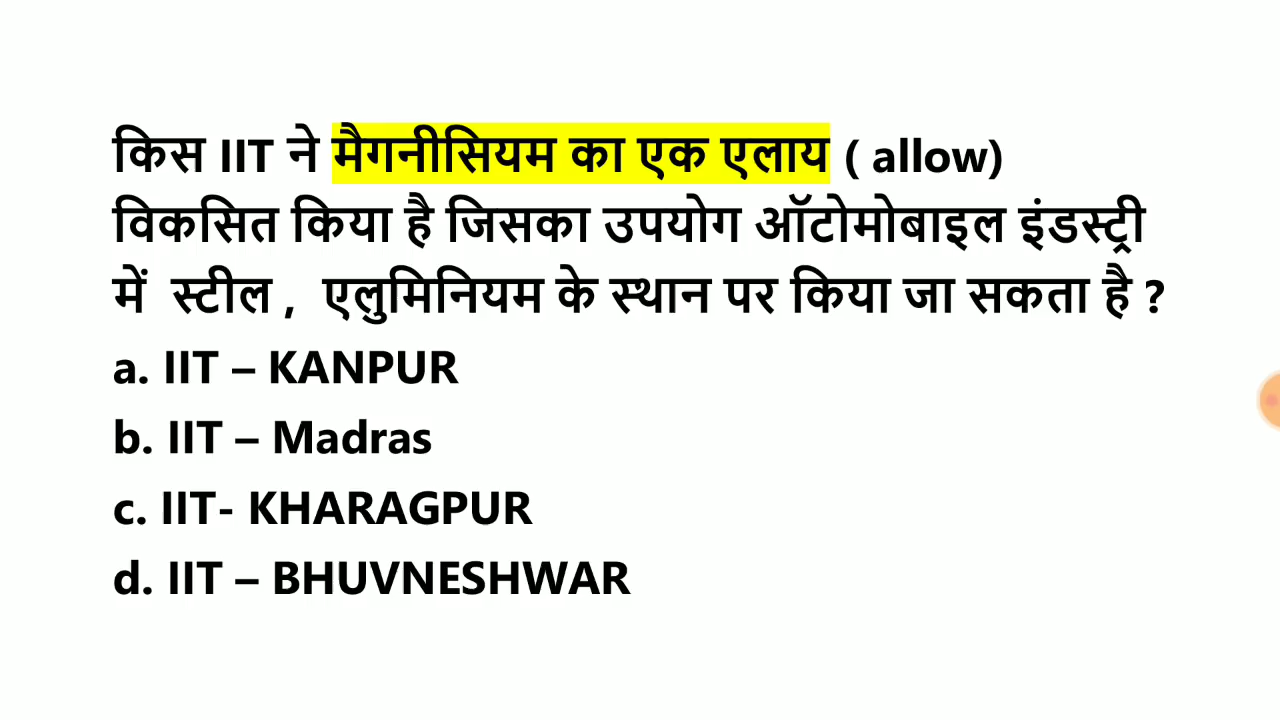 किस IIT ने मैगनीसियम का एक एलाय ( allow)
विकसित किया है जिसका उपयोग ऑटोमोबाइल इंडस्ट्री
में स्टील , एलुमिनियम के स्थान पर किया जा सकता है ?
a. IIT – KANPUR
b. IIT – Madras
c. IIT- KHARAGPUR
d. IIT – BHUVNESHWAR